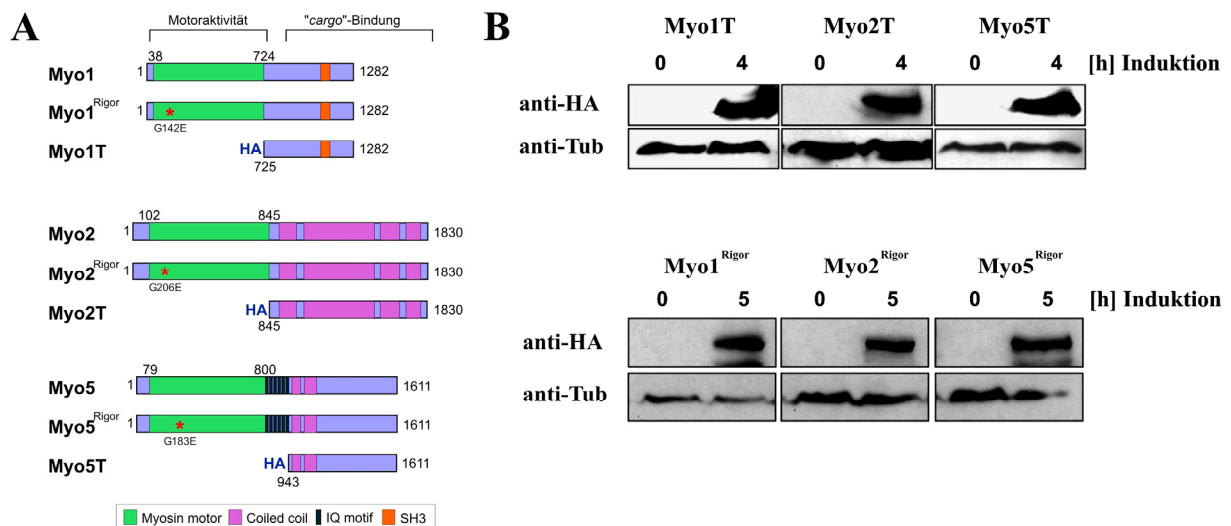 A
Motoraktivität "cargo"-Bindung
38 724
Myo1 1 1282
Myo1Rigor 1 * 1282
G142E
Myo1T HA 1282
725
102 845
Myo2 1 1830
Myo2Rigor 1 * 1830
G206E
Myo2T HA 1830
845
79 800
Myo5 1 1611
Myo5Rigor 1 * 1611
G183E
Myo5T HA 1611
943
Myosin motor Coiled coil IQ motif SH3
B
Myo1T Myo2T Myo5T
0 4 0 4 0 4 [h] Induktion
anti-HA
anti-Tub
Myo1Rigor Myo2Rigor Myo5Rigor
0 5 0 5 0 5 [h] Induktion
anti-HA
anti-Tub